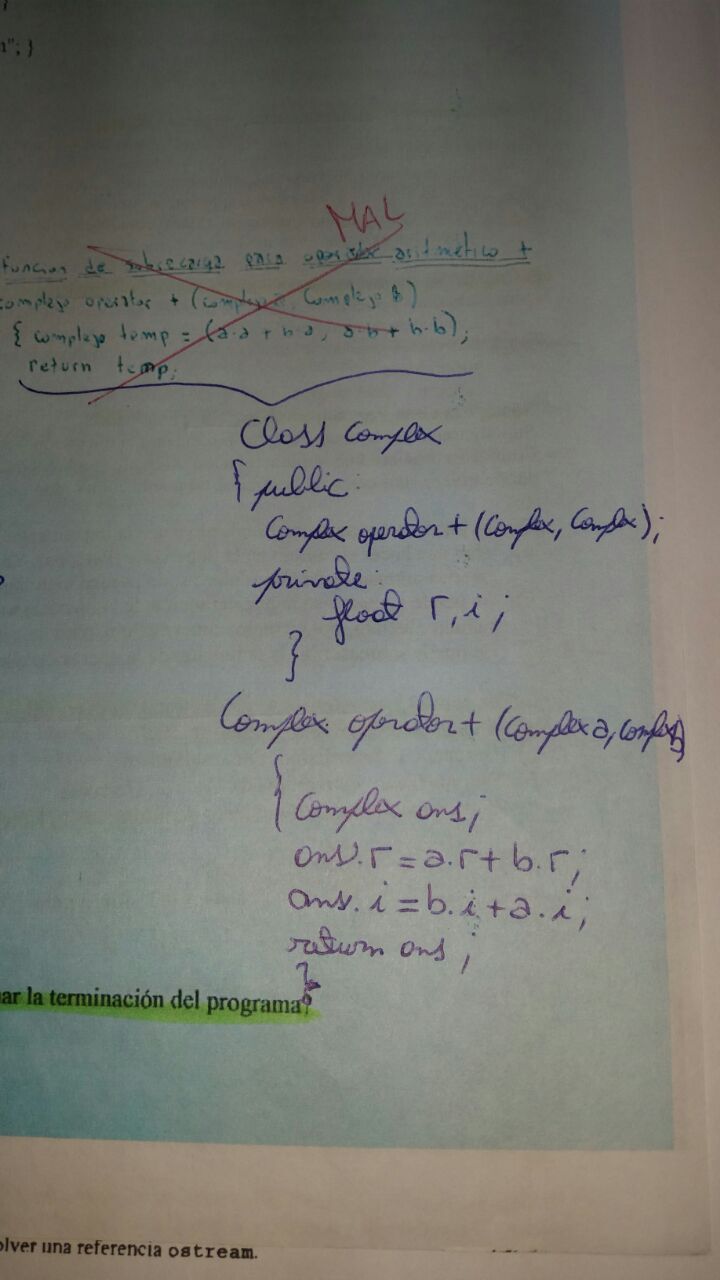 "; }
MAL
funcion de sobrecarga para operador aritmético +
complejo operator + (complejo a, Complejo B)
{ complejo temp = (a.a + b.a, a.b + b.b);
return temp;
Class Complex
{ public:
Complex operator + (Complex, Complex);
private:
float r, i ;
}
Complex operator + (Complex a, complex b)
{
Complex ans;
ans.r = a.r + b.r;
ans.i = b.i + a.i;
return ans ;
}
ar la terminación del programa?
olver una referencia ostream.